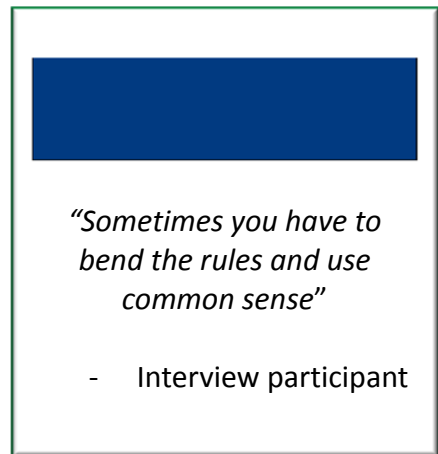 “Sometimes you have to
bend the rules and use
common sense”
- Interview participant